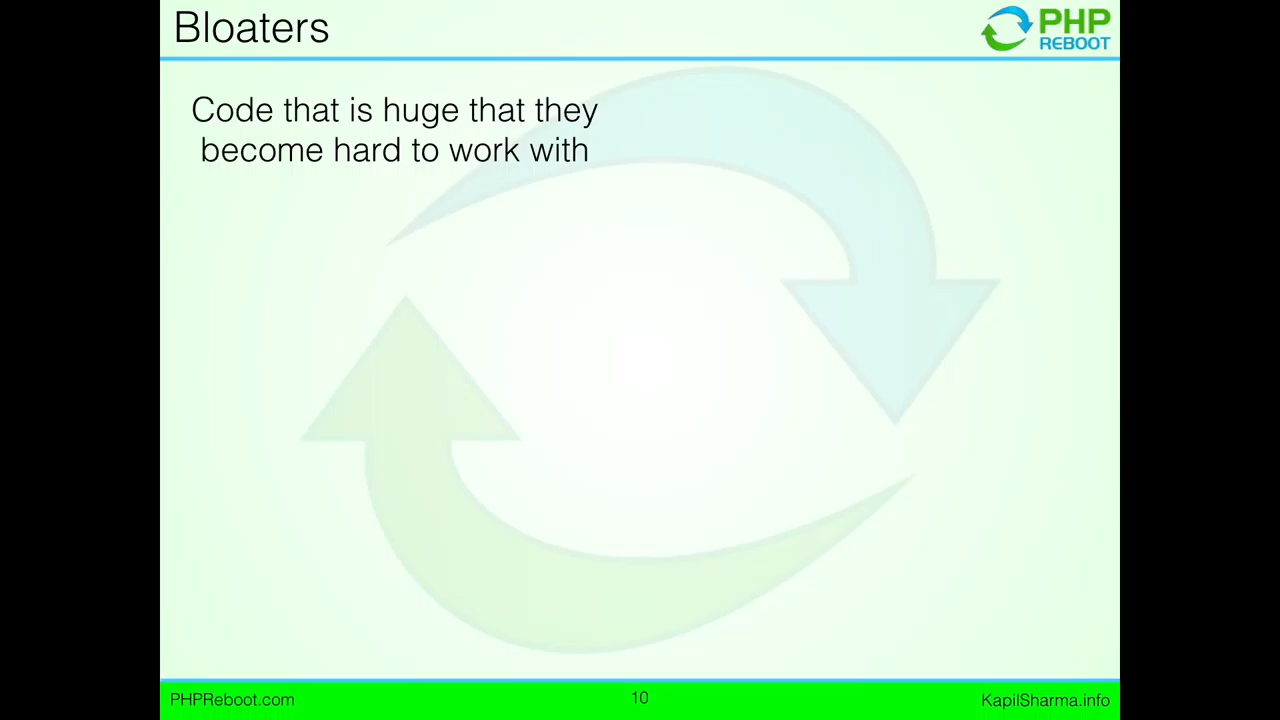 Bloaters
PHP
REBOOT
Code that is huge that they
become hard to work with
PHPReboot.com
10
KapilSharma.info